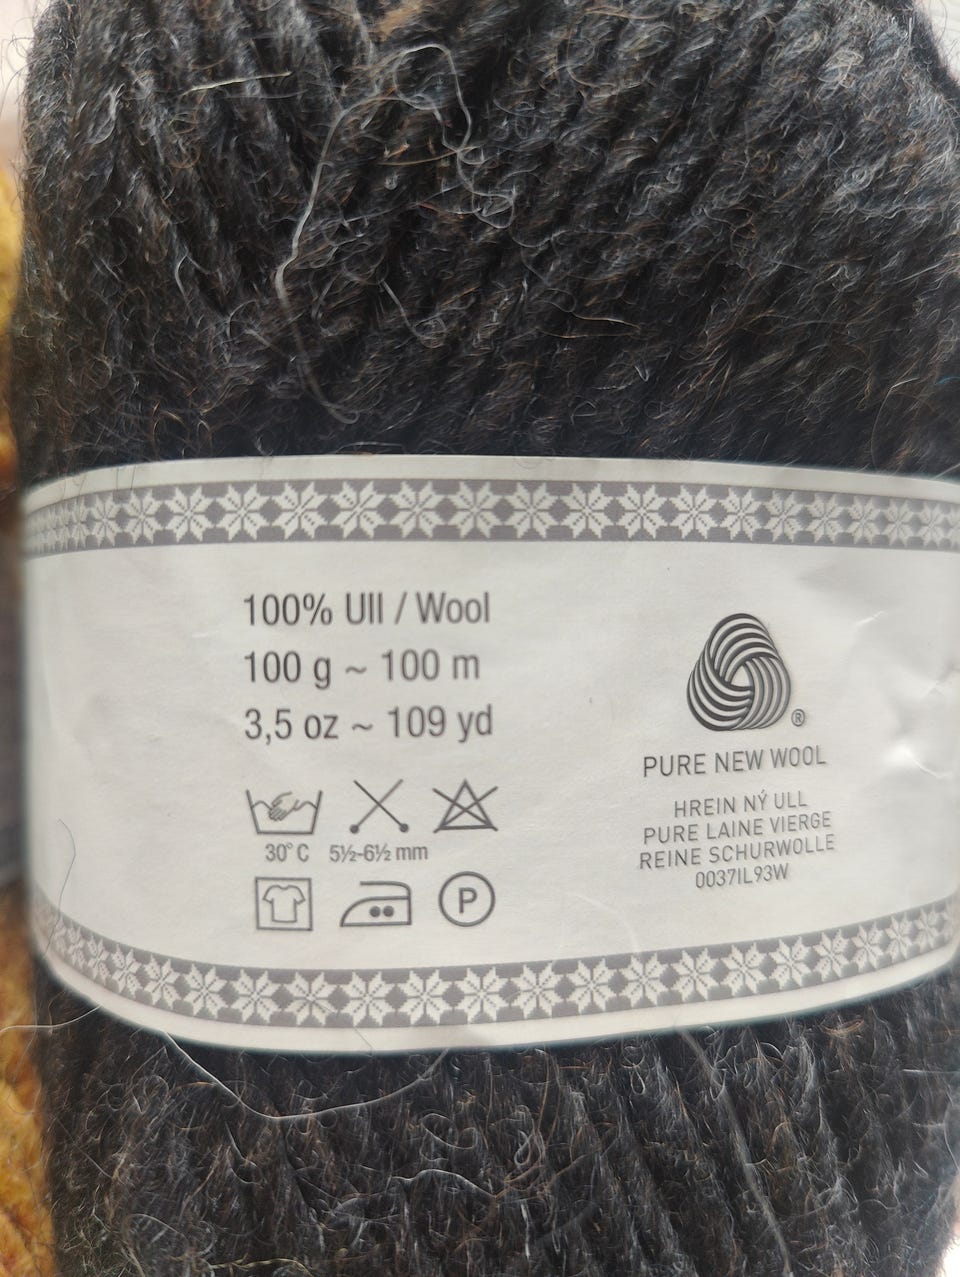 100% Ull / Wool
100 g ~ 100 m
3,5 oz ~ 109 yd
30°C 5½-6½ mm
P
®
PURE NEW WOOL
HREIN NÝ ULL
PURE LAINE VIERGE
REINE SCHURWOLLE
0037IL93W